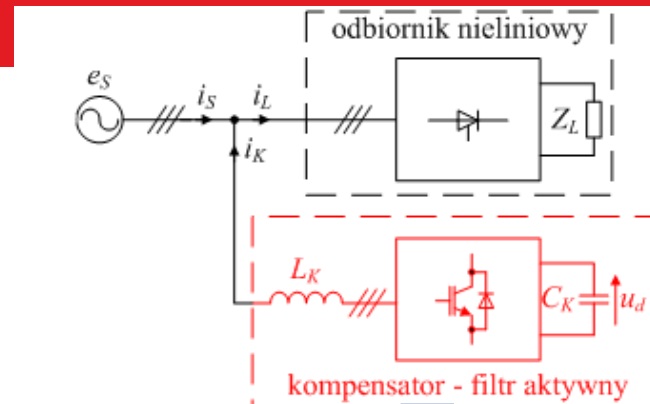 odbiornik nieliniowy
e_S
i_S
i_L
Z_L
i_K
L_K
C_K
u_d
kompensator - filtr aktywny